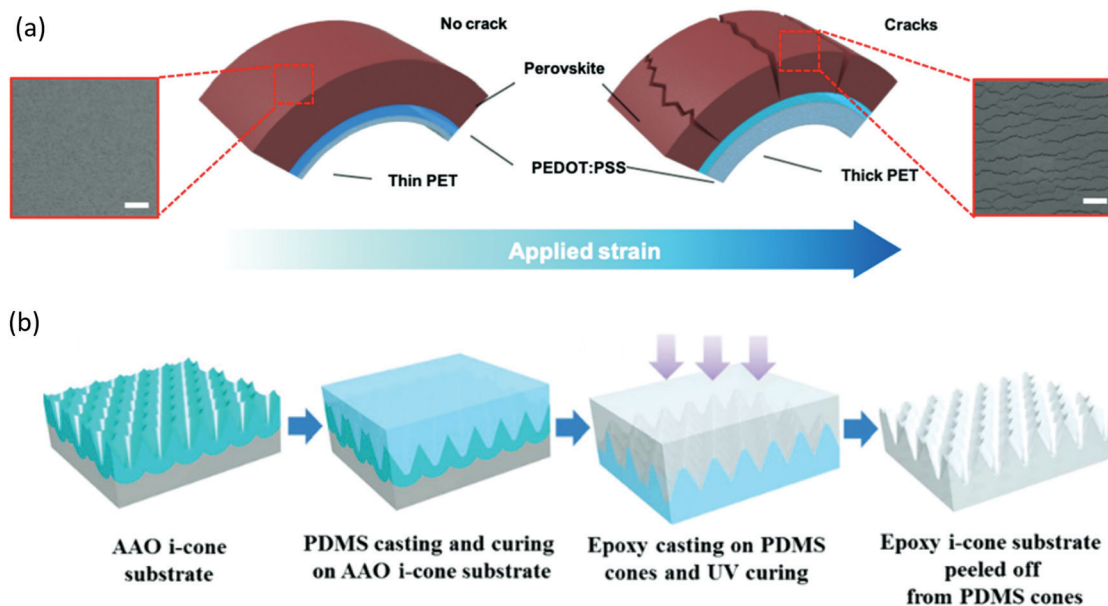 (a)
No crack
Cracks
Perovskite
Thin PET
PEDOT:PSS
Thick PET
Applied strain
(b)
AAO i-cone
substrate
PDMS casting and curing
on AAO i-cone substrate
Epoxy casting on PDMS
cones and UV curing
Epoxy i-cone substrate
peeled off
from PDMS cones